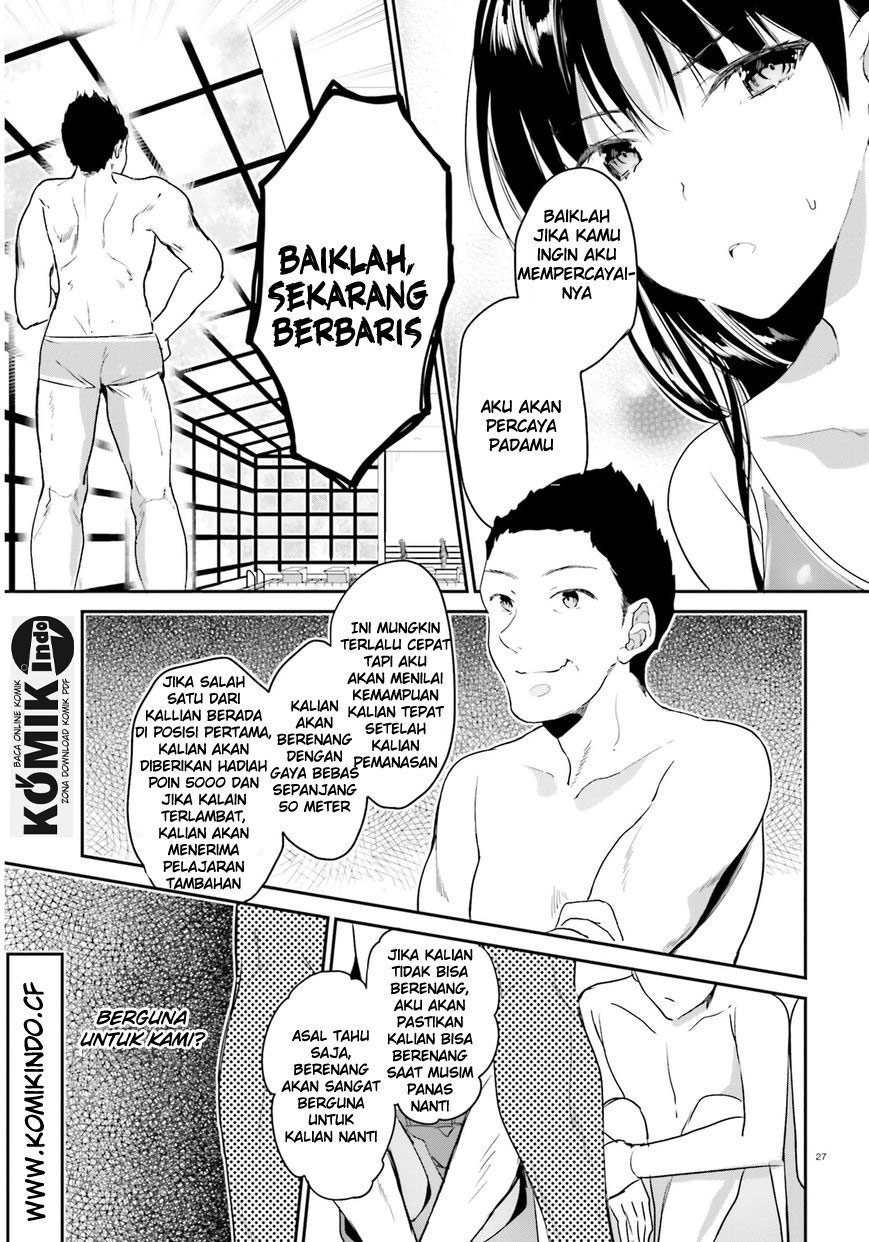 BAIKLAH
JIKA KAMU
INGIN AKU
MEMPERCAYAI-
NYA
AKU AKAN
PERCAYA
PADAMU
BAIKLAH,
SEKARANG
BERBARIS
INI MUNGKIN
TERLALU CEPAT
TAPI AKU
AKAN MENILAI
KEMAMPUAN
KALIAN TEPAT
SETELAH
KALIAN
PEMANASAN
KALIAN
AKAN
BERENANG
DENGAN
GAYA BEBAS
SEPANJANG
50 METER
JIKA SALAH
SATU DARI
KALLIAN BERADA
DI POSISI PERTAMA,
KALIAN AKAN
DIBERIKAN HADIAH
POIN 5000 DAN
JIKA KALAIN
TERLAMBAT,
KALIAN AKAN
MENERIMA
PELAJARAN
TAMBAHAN
KOMIK Indo
BACA ONLINE KOMIK
ZONA DOWNLOAD KOMIK PDF
JIKA KALIAN
TIDAK BISA
BERENANG,
AKU AKAN
PASTIKAN
KALIAN BISA
BERENANG
SAAT MUSIM
PANAS
NANTI
ASAL TAHU
SAJA,
BERENANG
AKAN SANGAT
BERGUNA
UNTUK
KALIAN NANTI
BERGUNA
UNTUK KAMI?
WWW.KOMIKINDO.CF
27